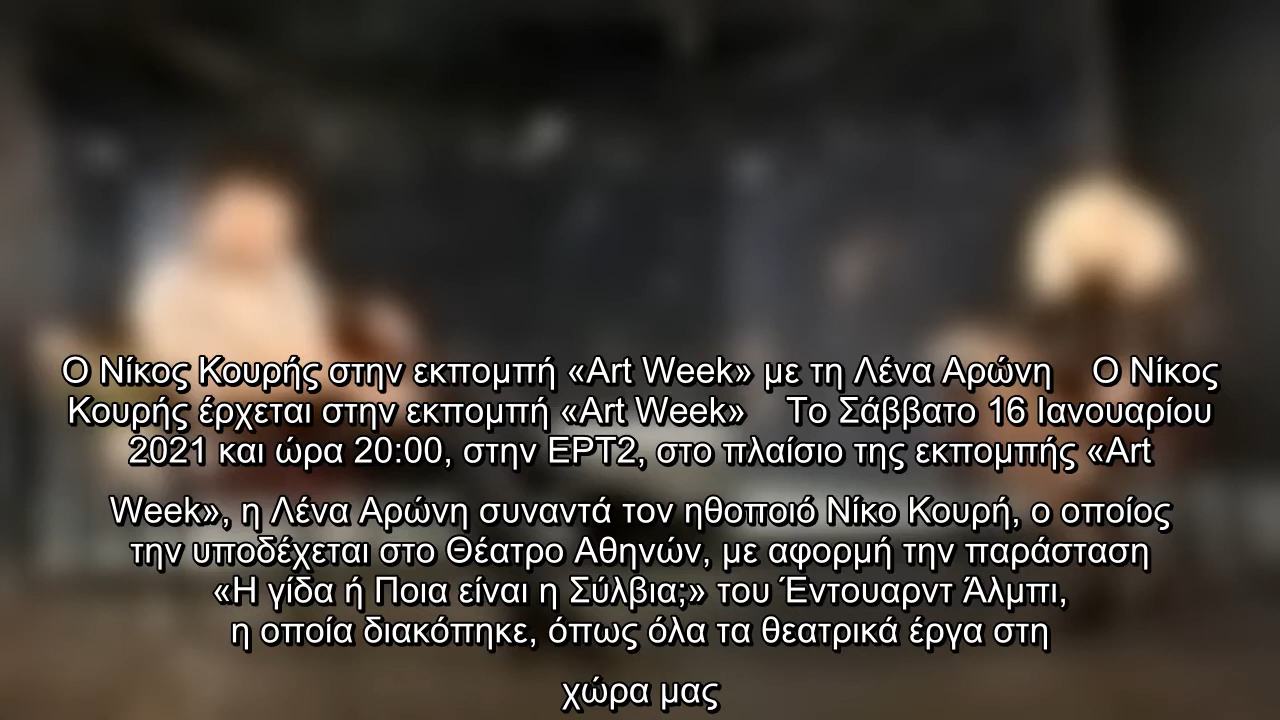 Ο Νίκος Κουρής στην εκπομπή «Art Week» με τη Λένα Αρώνη    Ο Νίκος
Κουρής έρχεται στην εκπομπή «Art Week»    Το Σάββατο 16 Ιανουαρίου
2021 και ώρα 20:00, στην ΕΡΤ2, στο πλαίσιο της εκπομπής «Art
Week», η Λένα Αρώνη συναντά τον ηθοποιό Νίκο Κουρή, ο οποίος
την υποδέχεται στο Θέατρο Αθηνών, με αφορμή την παράσταση
«Η γίδα ή Ποια είναι η Σύλβια;» του Έντουαρντ Άλμπι,
η οποία διακόπηκε, όπως όλα τα θεατρικά έργα στη
χώρα μας